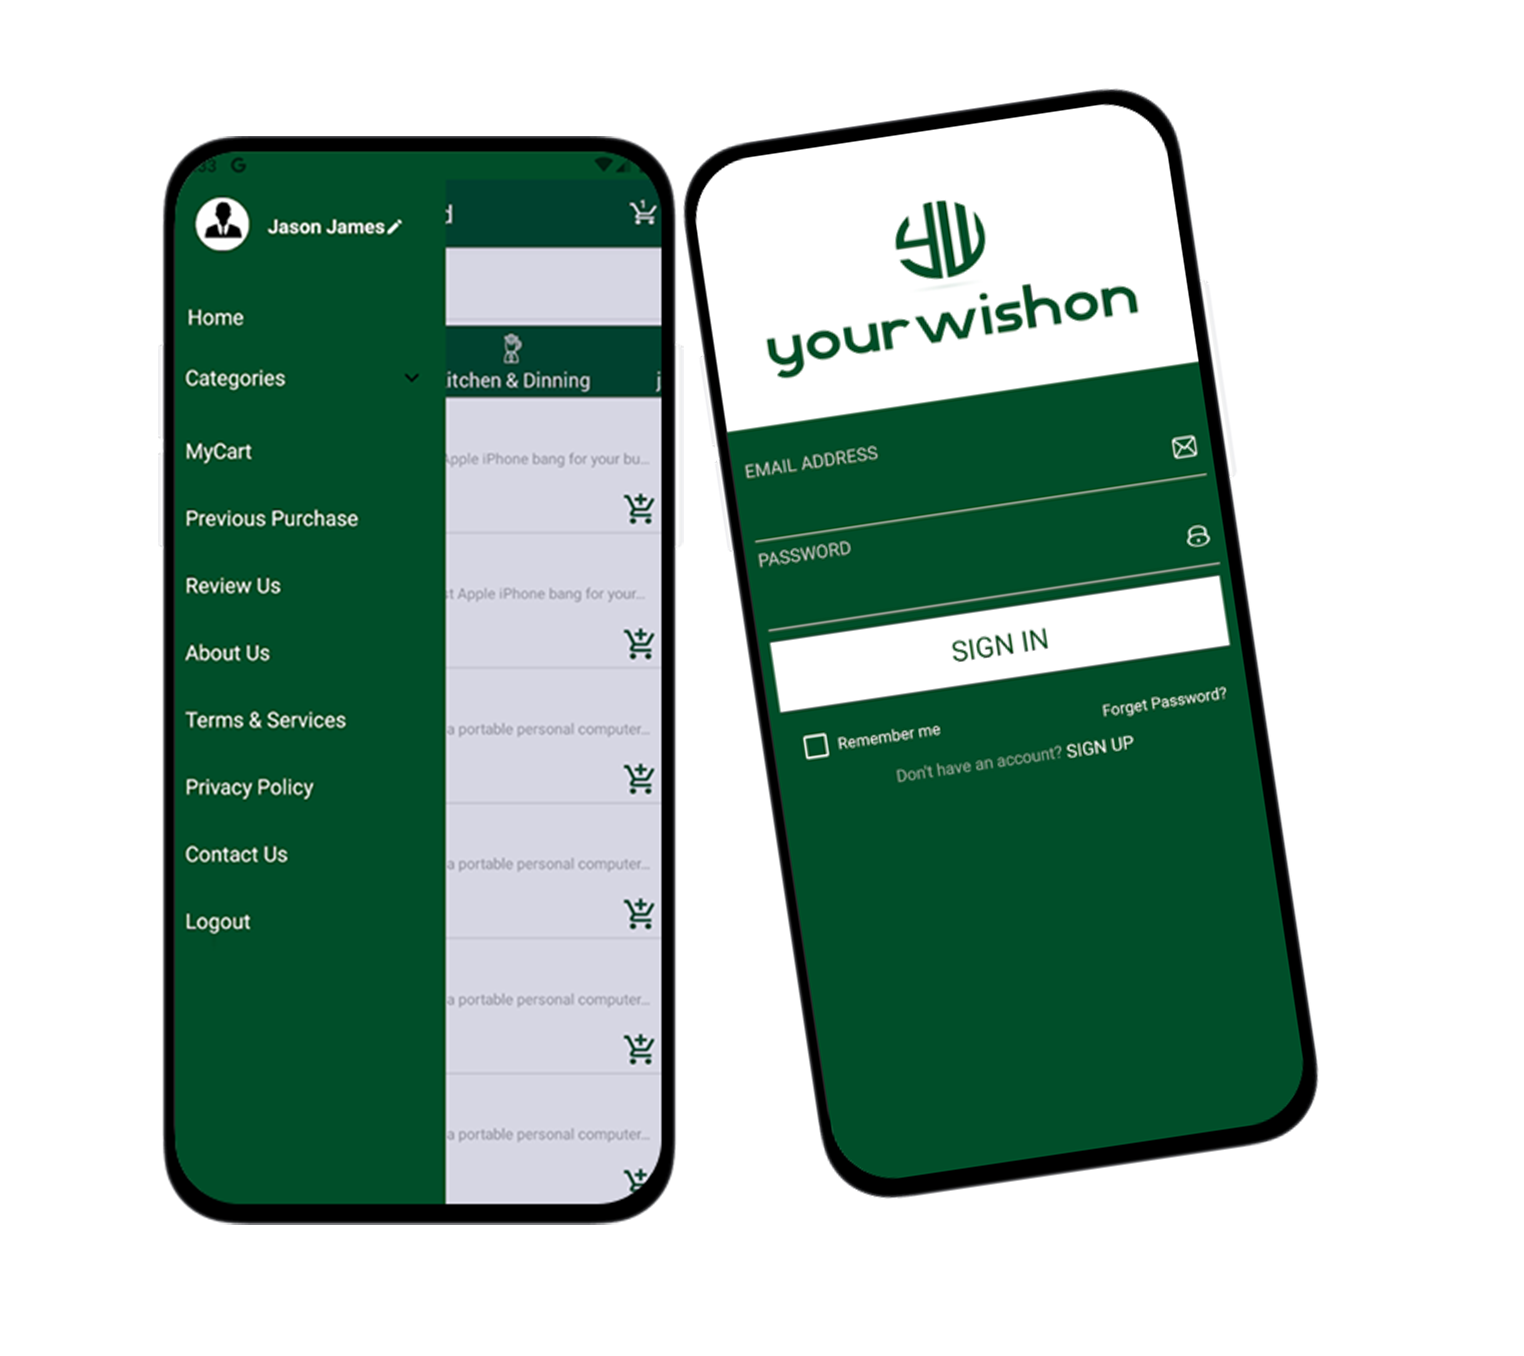 33 G
Jason James
Home
Categories
MyCart
Previous Purchase
Review Us
About Us
Terms & Services
Privacy Policy
Contact Us
Logout
d
1
itchen & Dinning
j
Apple iPhone bang for your bu...
t Apple iPhone bang for your...
a portable personal computer...
a portable personal computer...
a portable personal computer...
a portable personal computer...
yw
yourwishon
EMAIL ADDRESS
PASSWORD
SIGN IN
Forget Password?
Remember me
Don't have an account? SIGN UP